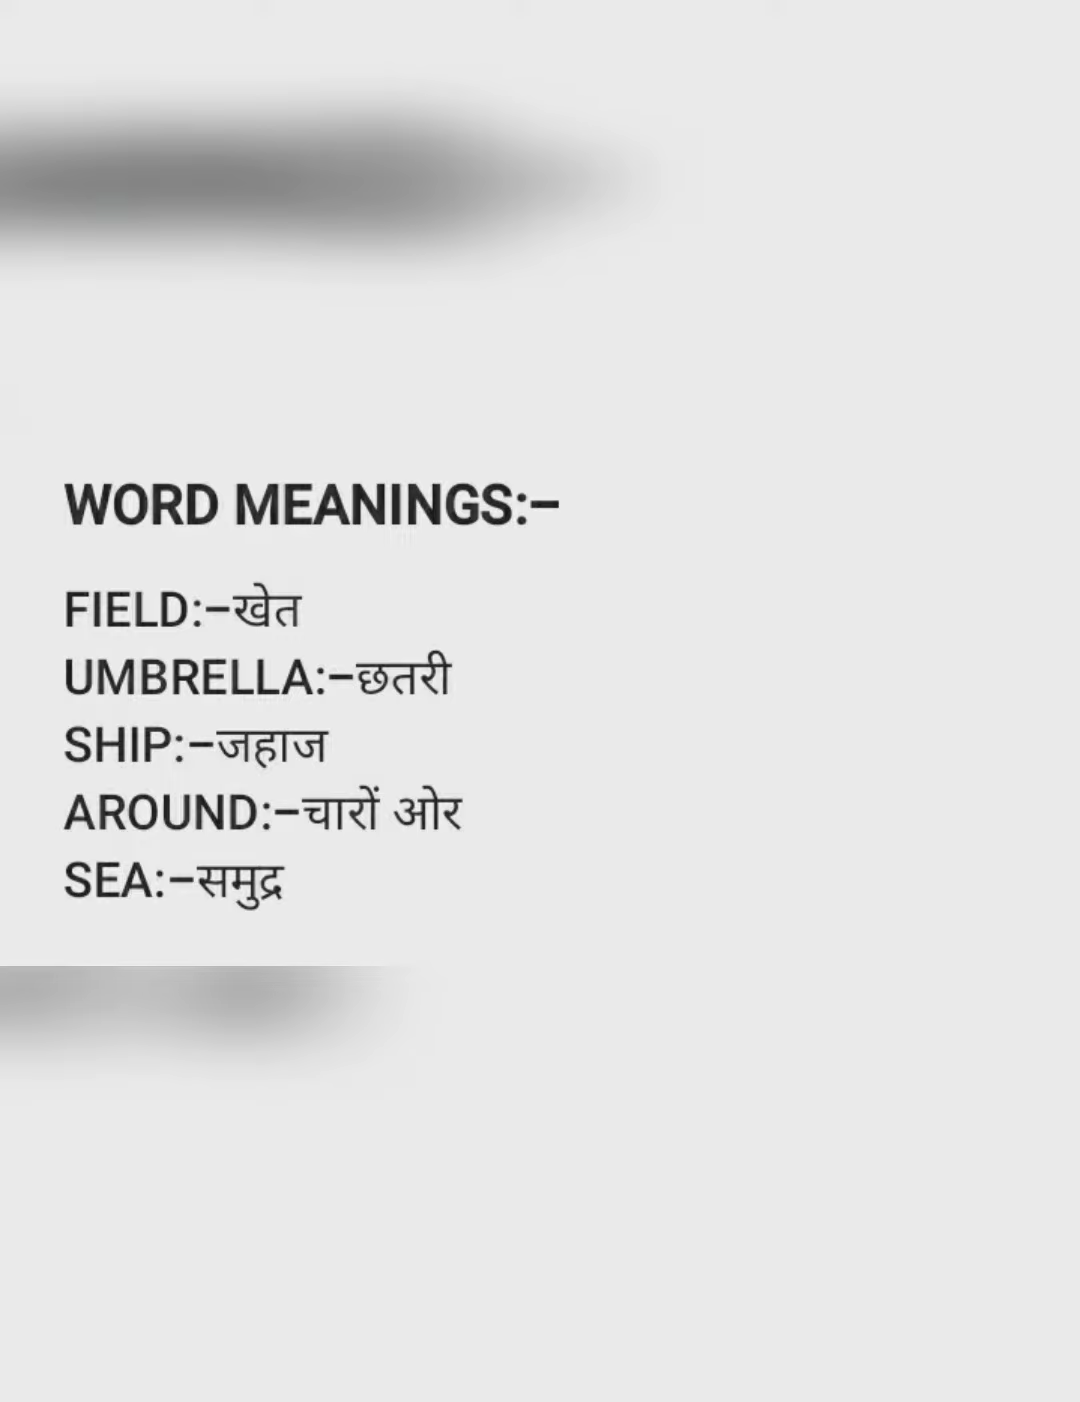 WORD MEANINGS:–
FIELD:–खेत
UMBRELLA:–छतरी
SHIP:–जहाज
AROUND:–चारों ओर
SEA:–समुद्र